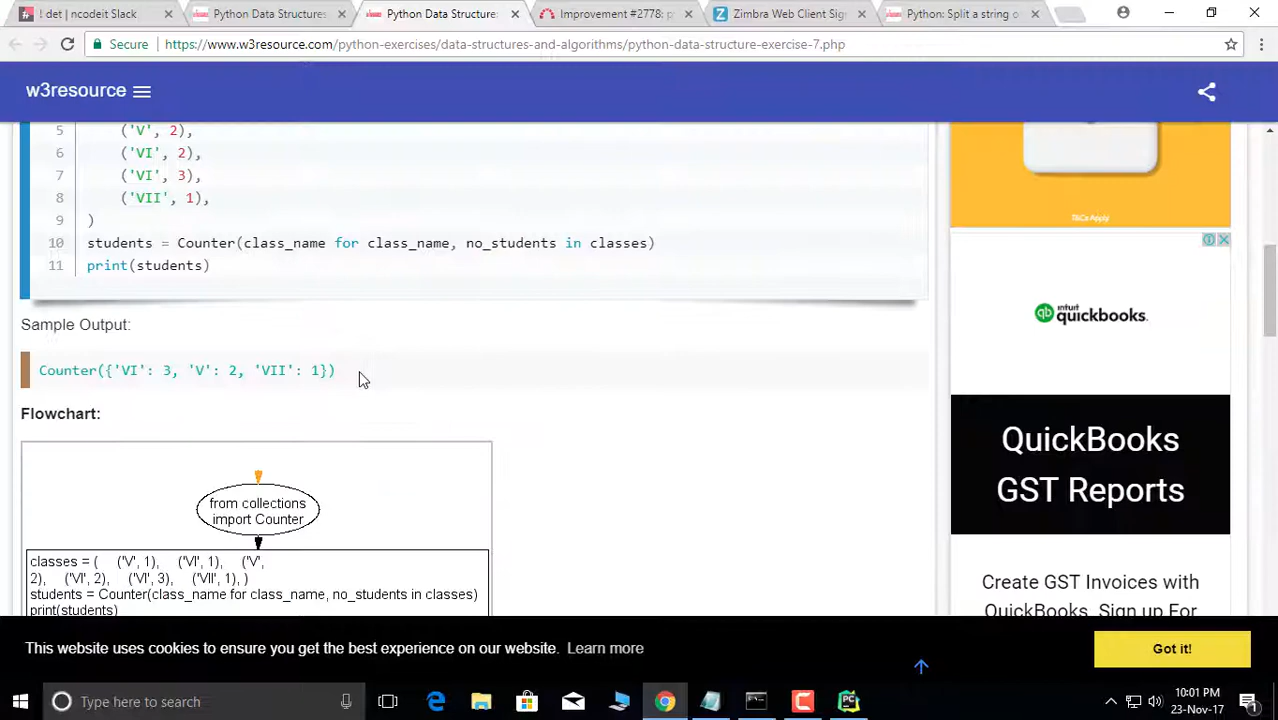 ! det | ncodeit Slack
Python Data Structures
Python Data Structure
Improvement #2778: p
Zimbra Web Client Sig
Python: Split a string o
Secure
https://www.w3resource.com/python-exercises/data-structures-and-algorithms/python-data-structure-exercise-7.php
w3resource
5 ('V', 2),
6 ('VI', 2),
7 ('VI', 3),
8 ('VII', 1),
9 )
10 students = Counter(class_name for class_name, no_students in classes)
11 print(students)
Sample Output:
Counter({'VI': 3, 'V': 2, 'VII': 1})
Flowchart:
from collections
import Counter
classes = ( ('V', 1), ('VI', 1), ('V',
2), ('VI', 2), ('VI', 3), ('VII', 1), )
students = Counter(class_name for class_name, no_students in classes)
print(students)
T&Cs Apply!
intuit
quickbooks.
QuickBooks
GST Reports
Create GST Invoices with
QuickBooks. Sign up For
This website uses cookies to ensure you get the best experience on our website. Learn more
Got it!
Type here to search
10:01 PM
23-Nov-17